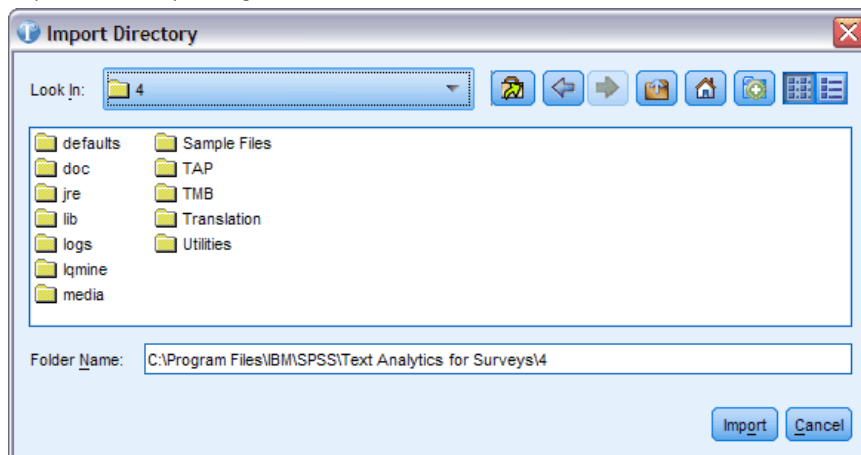 Import Directory
Look In: 4
defaults Sample Files
doc TAP
jre TMB
lib Translation
logs Utilities
lqmine
media
Folder Name: C:\Program Files\IBM\SPSS\Text Analytics for Surveys\4
Import Cancel